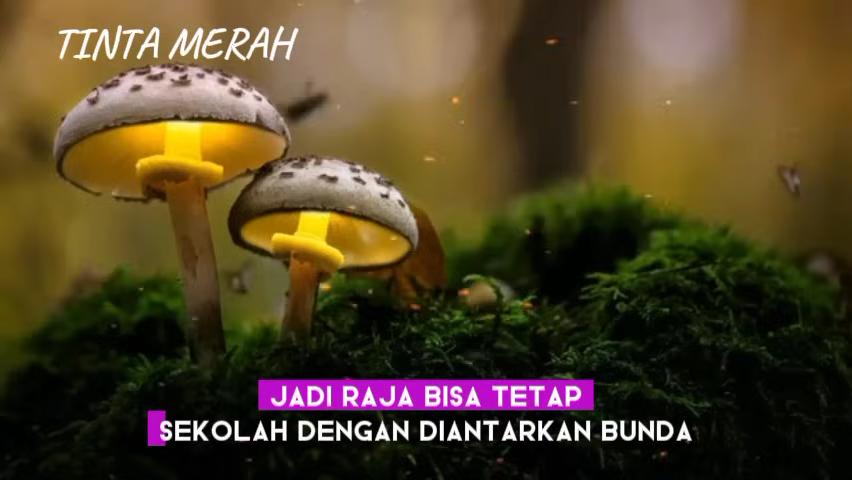 TINTA MERAH
JADI RAJA BISA TETAP
SEKOLAH DENGAN DIANTARKAN BUNDA